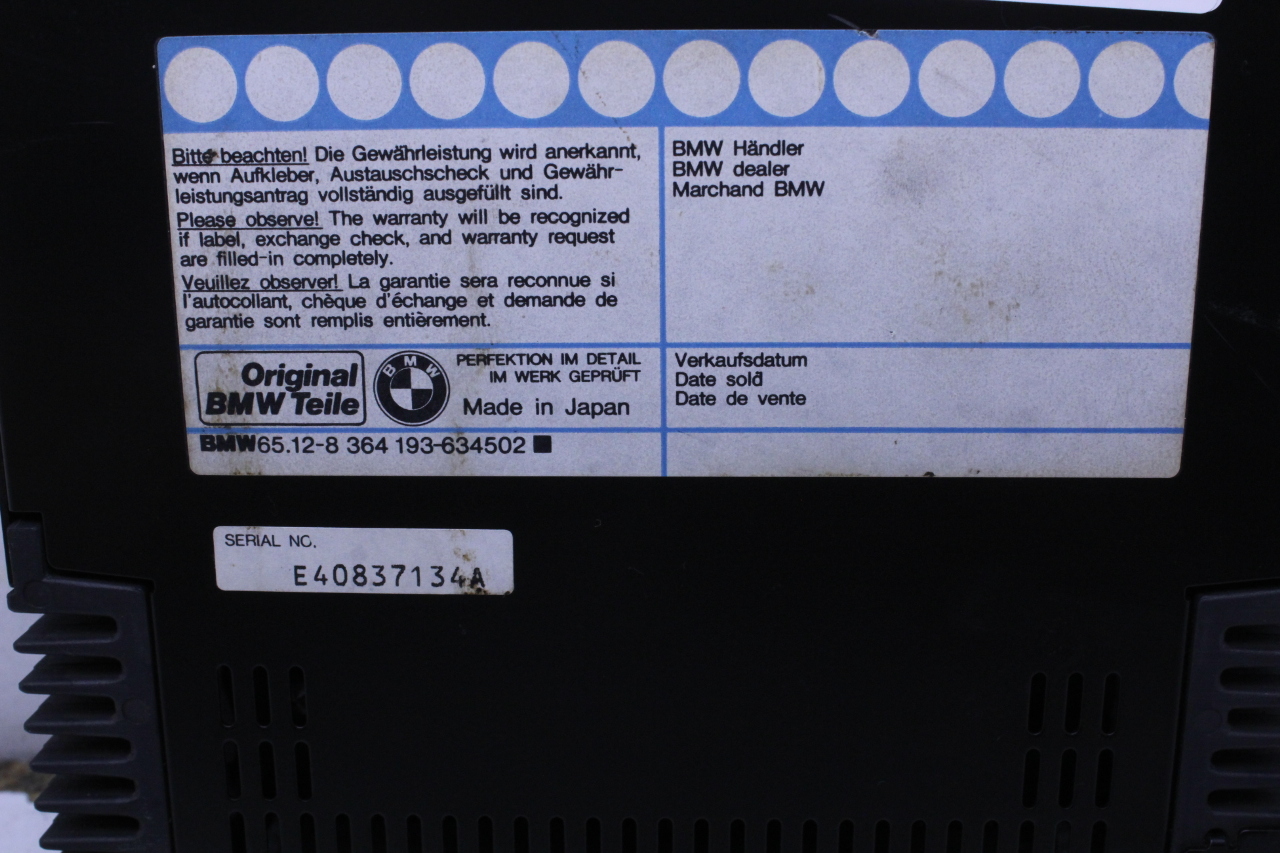 Bitte beachten! Die Gewährleistung wird anerkannt,
wenn Aufkleber, Austauschscheck und Gewähr-
leistungsantrag vollständig ausgefüllt sind.
Please observe! The warranty will be recognized
if label, exchange check, and warranty request
are filled-in completely.
Veuillez observer! La garantie sera reconnue si
l'autocollant, chèque d'échange et demande de
garantie sont remplis entièrement.
BMW Händler
BMW dealer
Marchand BMW
Original
BMW Teile
BMW
PERFEKTION IM DETAIL
IM WERK GEPRÜFT
Made in Japan
Verkaufsdatum
Date sold
Date de vente
BMW65.12-8 364 193-634502
SERIAL NO.
E40837134A